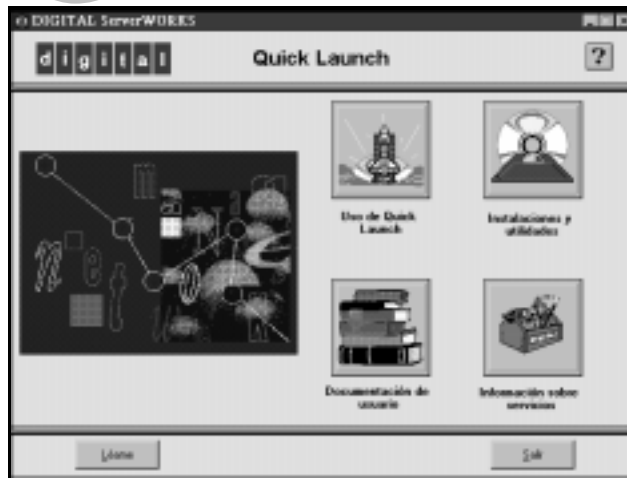 DIGITAL ServerWORKS
digital
Quick Launch
?
Uso de Quick
Launch
Instalaciones y
utilidades
Documentación de
usuario
Información sobre
servicios
Léame
Salir